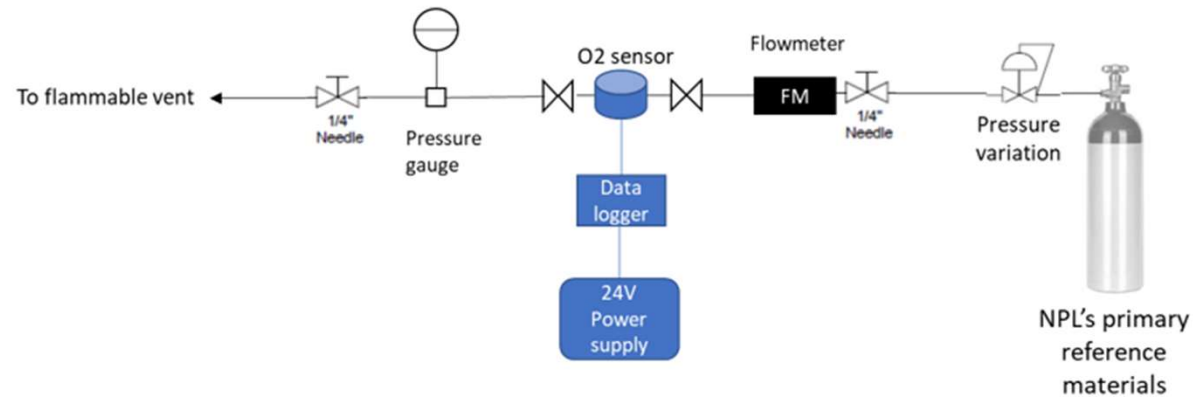 To flammable vent
1/4"
Needle
Pressure
gauge
O2 sensor
Data
logger
24V
Power
supply
Flowmeter
FM
1/4"
Needle
Pressure
variation
NPL's primary
reference
materials